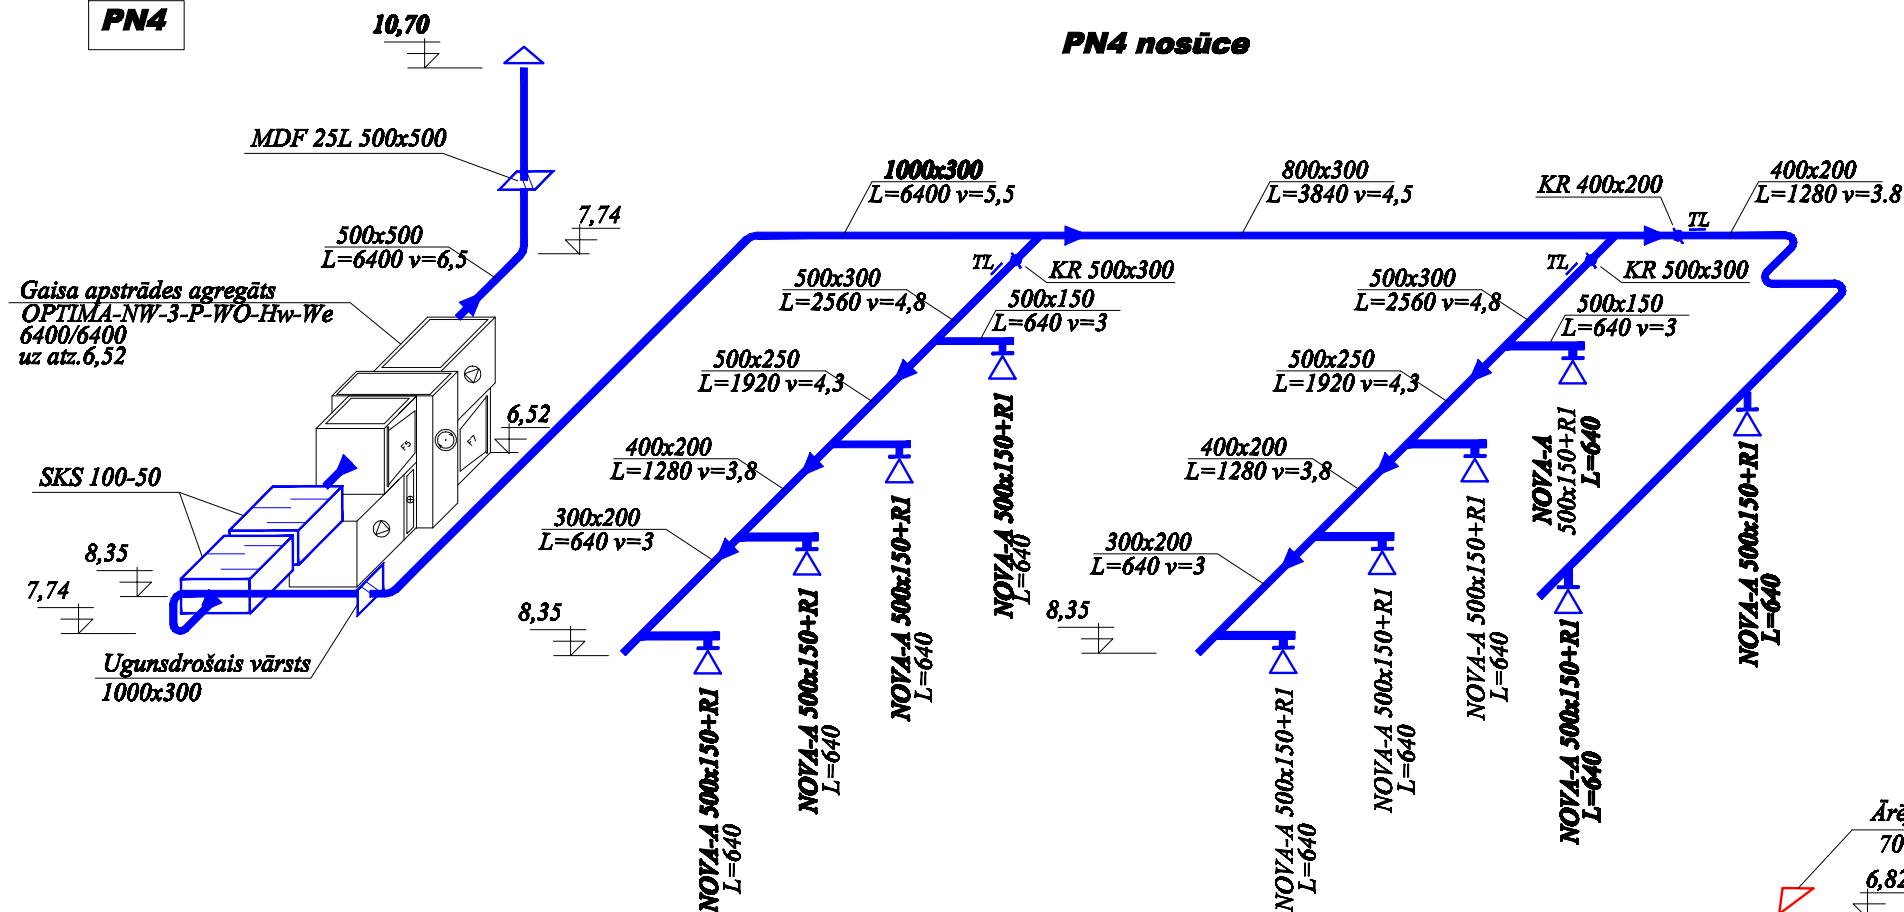 PN4
10,70
PN4 nosūce
MDF 25L 500x500
7,74
500x500
L=6400 v=6,5
Gaisa apstrādes agregāts
OPTIMA-NW-3-P-WO-Hw-We
6400/6400
uz atz.6,52
F5
F7
6,52
SKS 100-50
8,35
7,74
Ugunsdrošais vārsts
1000x300
1000x300
L=6400 v=5,5
800x300
L=3840 v=4,5
KR 400x200
TL
400x200
L=1280 v=3.8
TL
KR 500x300
500x300
L=2560 v=4,8
500x150
L=640 v=3
500x250
L=1920 v=4,3
400x200
L=1280 v=3,8
300x200
L=640 v=3
8,35
NOVA-A 500x150+R1
L=640
NOVA-A 500x150+R1
L=640
NOVA-A 500x150+R1
L=640
NOVA-A 500x150+R1
L=640
TL
KR 500x300
500x300
L=2560 v=4,8
500x150
L=640 v=3
500x250
L=1920 v=4,3
400x200
L=1280 v=3,8
300x200
L=640 v=3
8,35
NOVA-A 500x150+R1
L=640
NOVA-A 500x150+R1
L=640
NOVA-A 500x150+R1
L=640
NOVA-A
500x150+R1
L=640
NOVA-A 500x150+R1
L=640
NOVA-A 500x150+R1
L=640
70
6,82